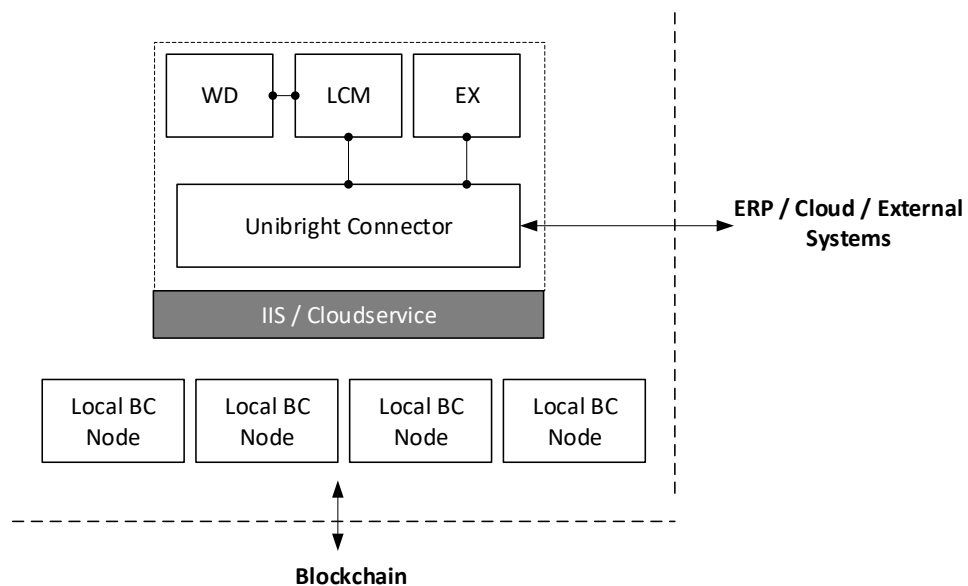 WD
LCM
EX
Unibright Connector
ERP / Cloud / External
Systems
IIS / Cloudservice
Local BC
Node
Local BC
Node
Local BC
Node
Local BC
Node
Blockchain